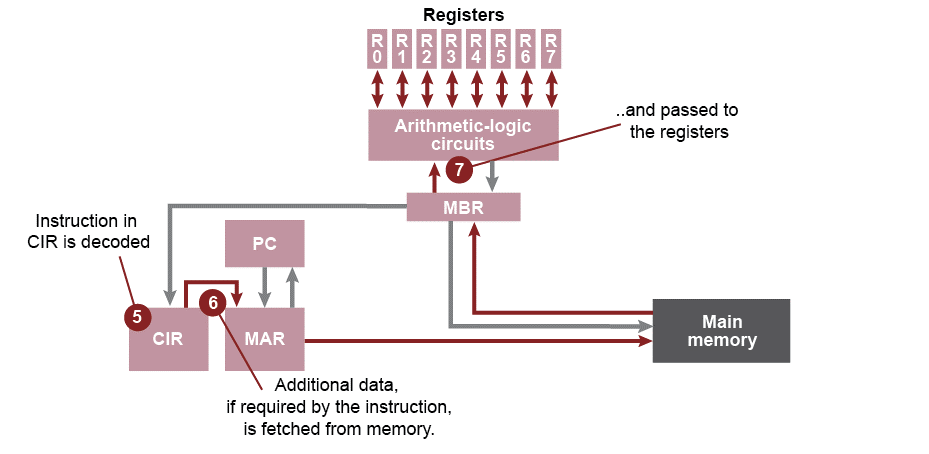 Registers
R R R R R R R R
0 1 2 3 4 5 6 7
Arithmetic-logic
circuits
..and passed to
the registers
7
MBR
Instruction in
CIR is decoded
PC
5
6
CIR
MAR
Main
memory
Additional data,
if required by the instruction,
is fetched from memory.